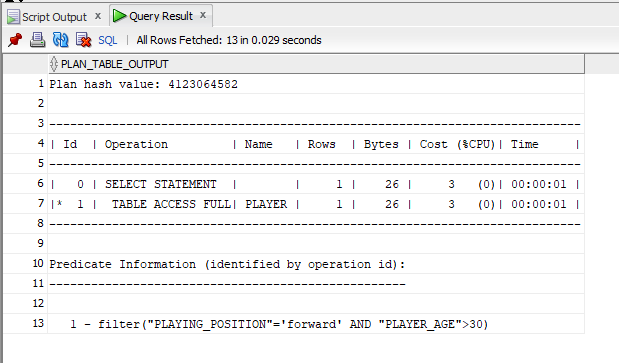 Script Output x Query Result x
SQL | All Rows Fetched: 13 in 0.029 seconds
PLAN_TABLE_OUTPUT
1 Plan hash value: 4123064582
2
3 --------------------------------------------------------------------------------
4 | Id  | Operation         | Name   | Rows  | Bytes | Cost (%CPU)| Time     |
5 --------------------------------------------------------------------------------
6 |   0 | SELECT STATEMENT  |        |     1 |    26 |     3   (0)| 00:00:01 |
7 |*  1 |  TABLE ACCESS FULL| PLAYER |     1 |    26 |     3   (0)| 00:00:01 |
8 --------------------------------------------------------------------------------
9
10 Predicate Information (identified by operation id):
11 ---------------------------------------------------
12
13    1 - filter("PLAYING_POSITION"='forward' AND "PLAYER_AGE">30)